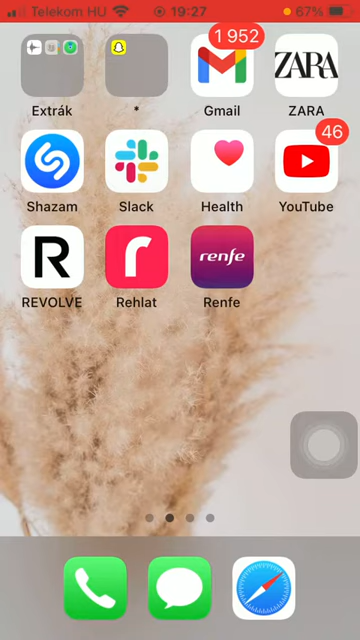 Telekom HU 19:27 67%
1 952
ZARA
Extrák * Gmail ZARA
46
Shazam Slack Health YouTube
R r renfe
REVOLVE Rehlat Renfe